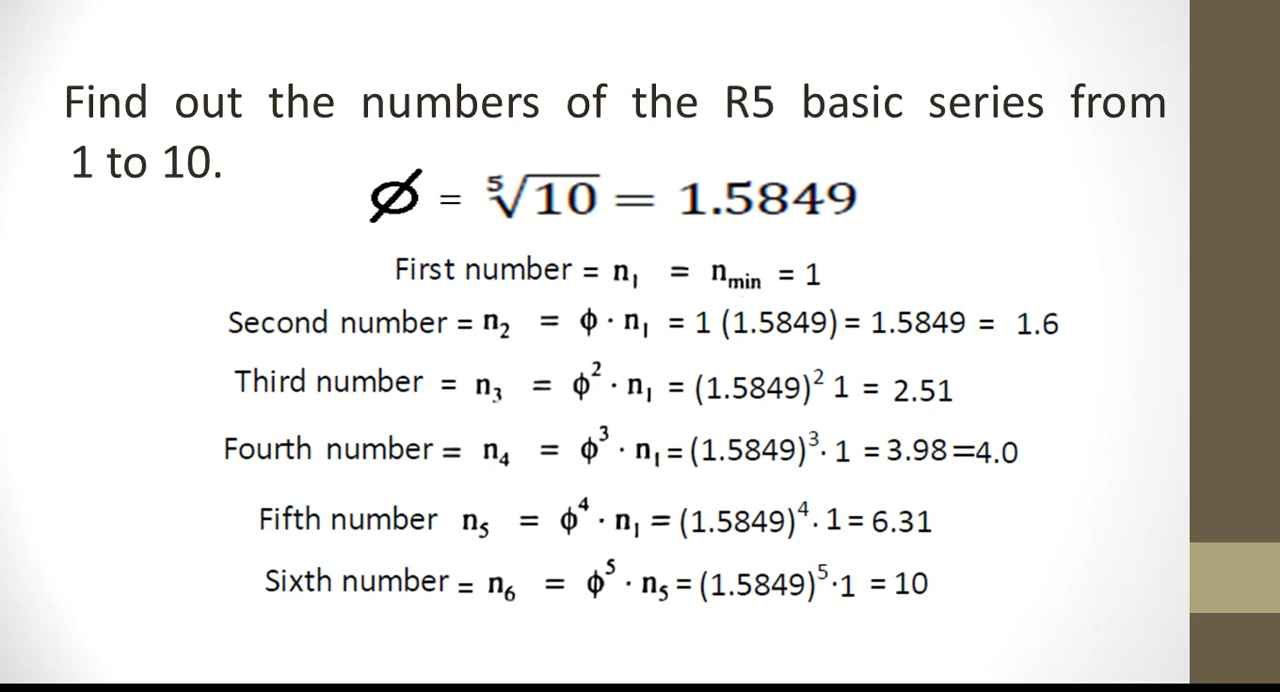 Find out the numbers of the R5 basic series from
1 to 10.
∅ = ⁵√10 = 1.5849
First number = n₁ = nmin = 1
Second number = n₂ = ϕ · n₁ = 1 (1.5849) = 1.5849 = 1.6
Third number = n₃ = ϕ² · n₁ = (1.5849)² 1 = 2.51
Fourth number = n₄ = ϕ³ · n₁ = (1.5849)³· 1 = 3.98=4.0
Fifth number n₅ = ϕ⁴ · n₁ = (1.5849)⁴· 1 = 6.31
Sixth number = n₆ = ϕ⁵ · n₅ = (1.5849)⁵·1 = 10